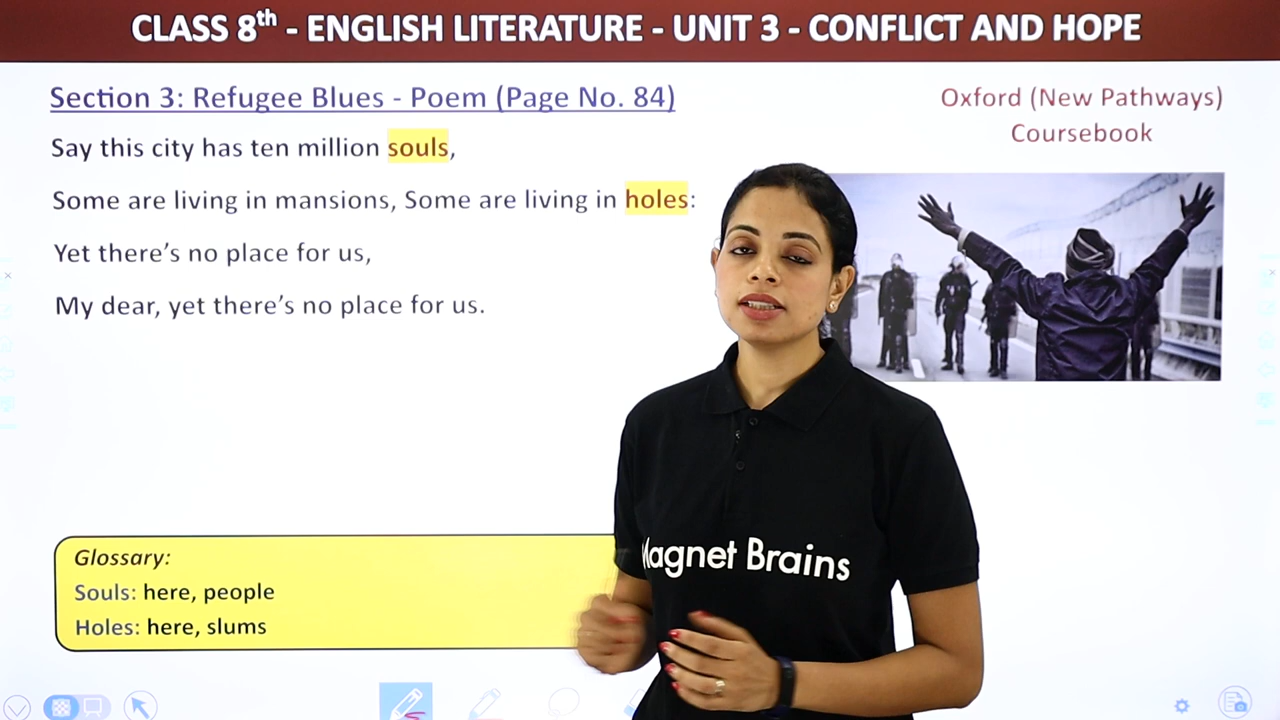 CLASS 8th - ENGLISH LITERATURE - UNIT 3 - CONFLICT AND HOPE
Section 3: Refugee Blues - Poem (Page No. 84)
Oxford (New Pathways)
Coursebook
Say this city has ten million souls,
Some are living in mansions, Some are living in holes:
Yet there's no place for us,
My dear, yet there's no place for us.
Glossary:
Souls: here, people
Holes: here, slums
Magnet Brains